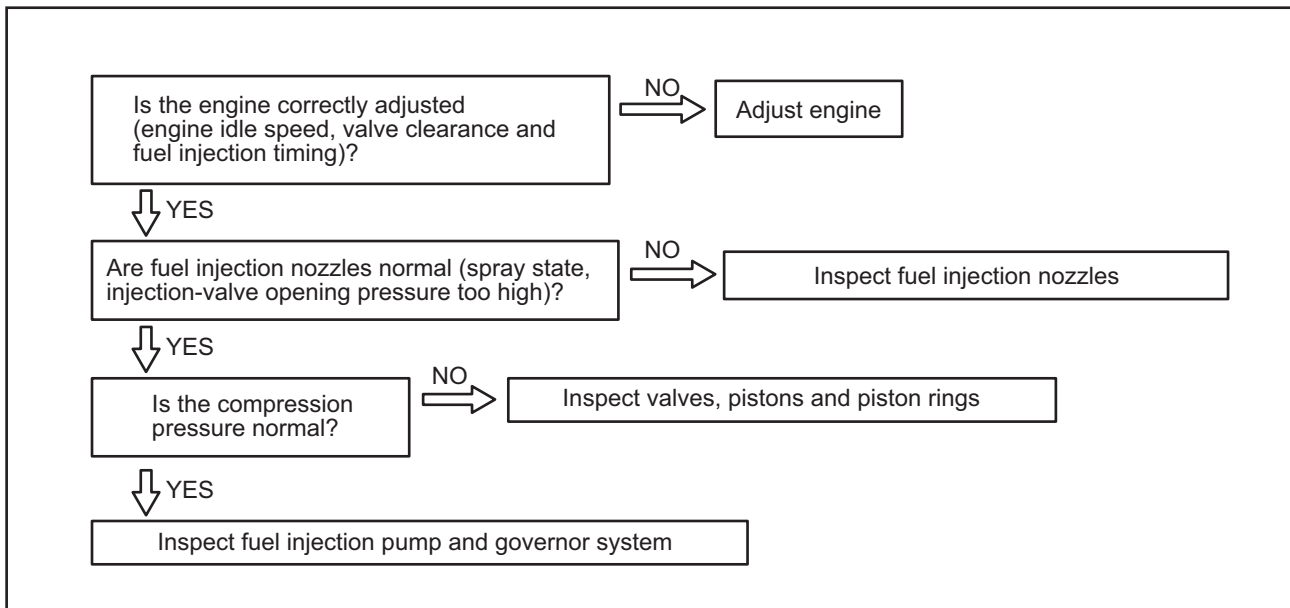 Is the engine correctly adjusted
(engine idle speed, valve clearance and
fuel injection timing)?
NO
Adjust engine
YES
Are fuel injection nozzles normal (spray state,
injection-valve opening pressure too high)?
NO
Inspect fuel injection nozzles
YES
Is the compression
pressure normal?
NO
Inspect valves, pistons and piston rings
YES
Inspect fuel injection pump and governor system